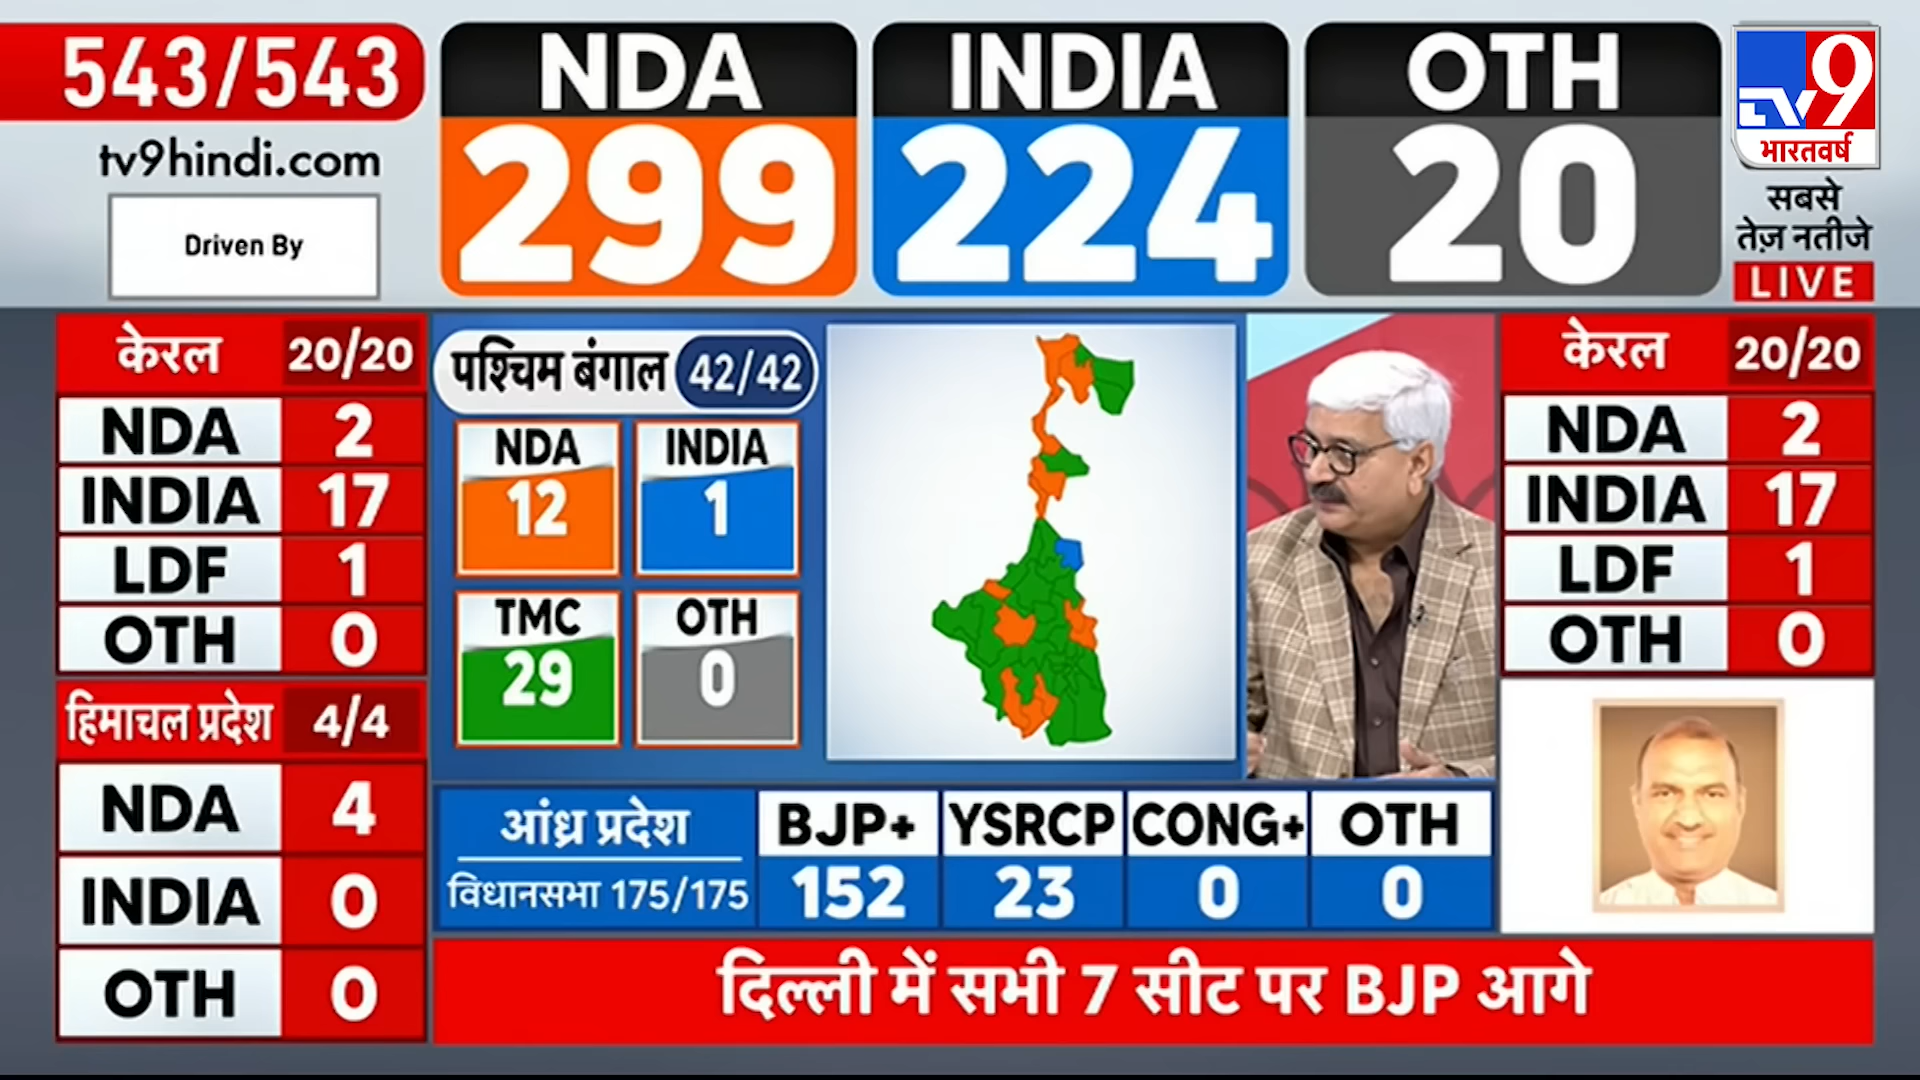 543/543
tv9hindi.com
Driven By
NDA
299
INDIA
224
OTH
20
TV9
भारतवर्ष
सबसे
तेज़ नतीजे
LIVE
केरल 20/20
NDA 2
INDIA 17
LDF 1
OTH 0
हिमाचल प्रदेश 4/4
NDA 4
INDIA 0
OTH 0
पश्चिम बंगाल 42/42
NDA
12
INDIA
1
TMC
29
OTH
0
केरल 20/20
NDA 2
INDIA 17
LDF 1
OTH 0
आंध्र प्रदेश
विधानसभा 175/175
BJP+ YSRCP CONG+ OTH
152 23 0 0
दिल्ली में सभी 7 सीट पर BJP आगे